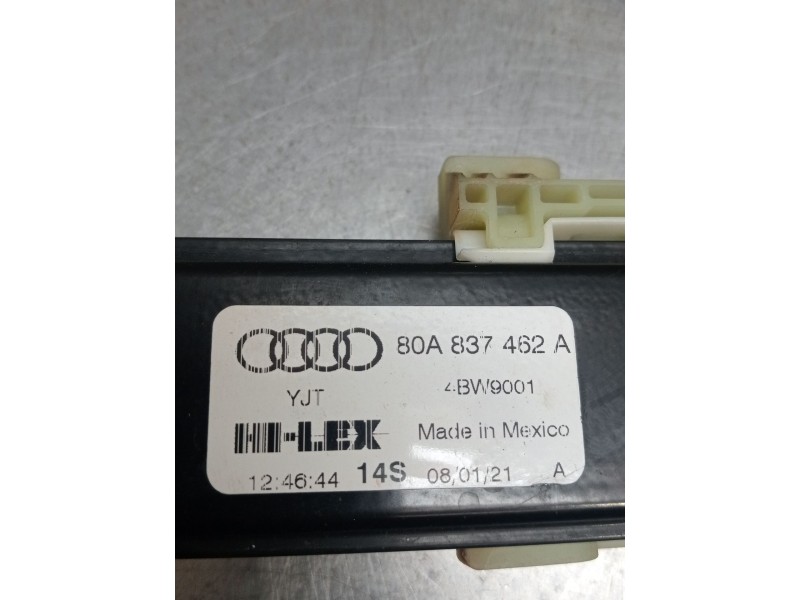 80A 837 462 A
YJT 4BW9001
HI-LEX Made in Mexico
12:46:44 14S 08/01/21 A